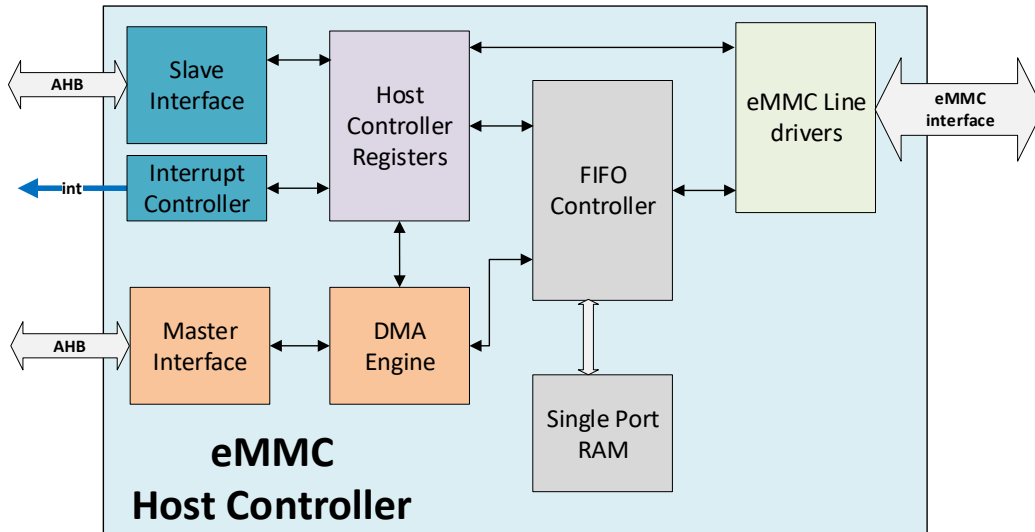 AHB
Slave
Interface
Host
Controller
Registers
eMMC Line
drivers
eMMC
interface
int
Interrupt
Controller
FIFO
Controller
AHB
Master
Interface
DMA
Engine
Single Port
RAM
eMMC
Host Controller